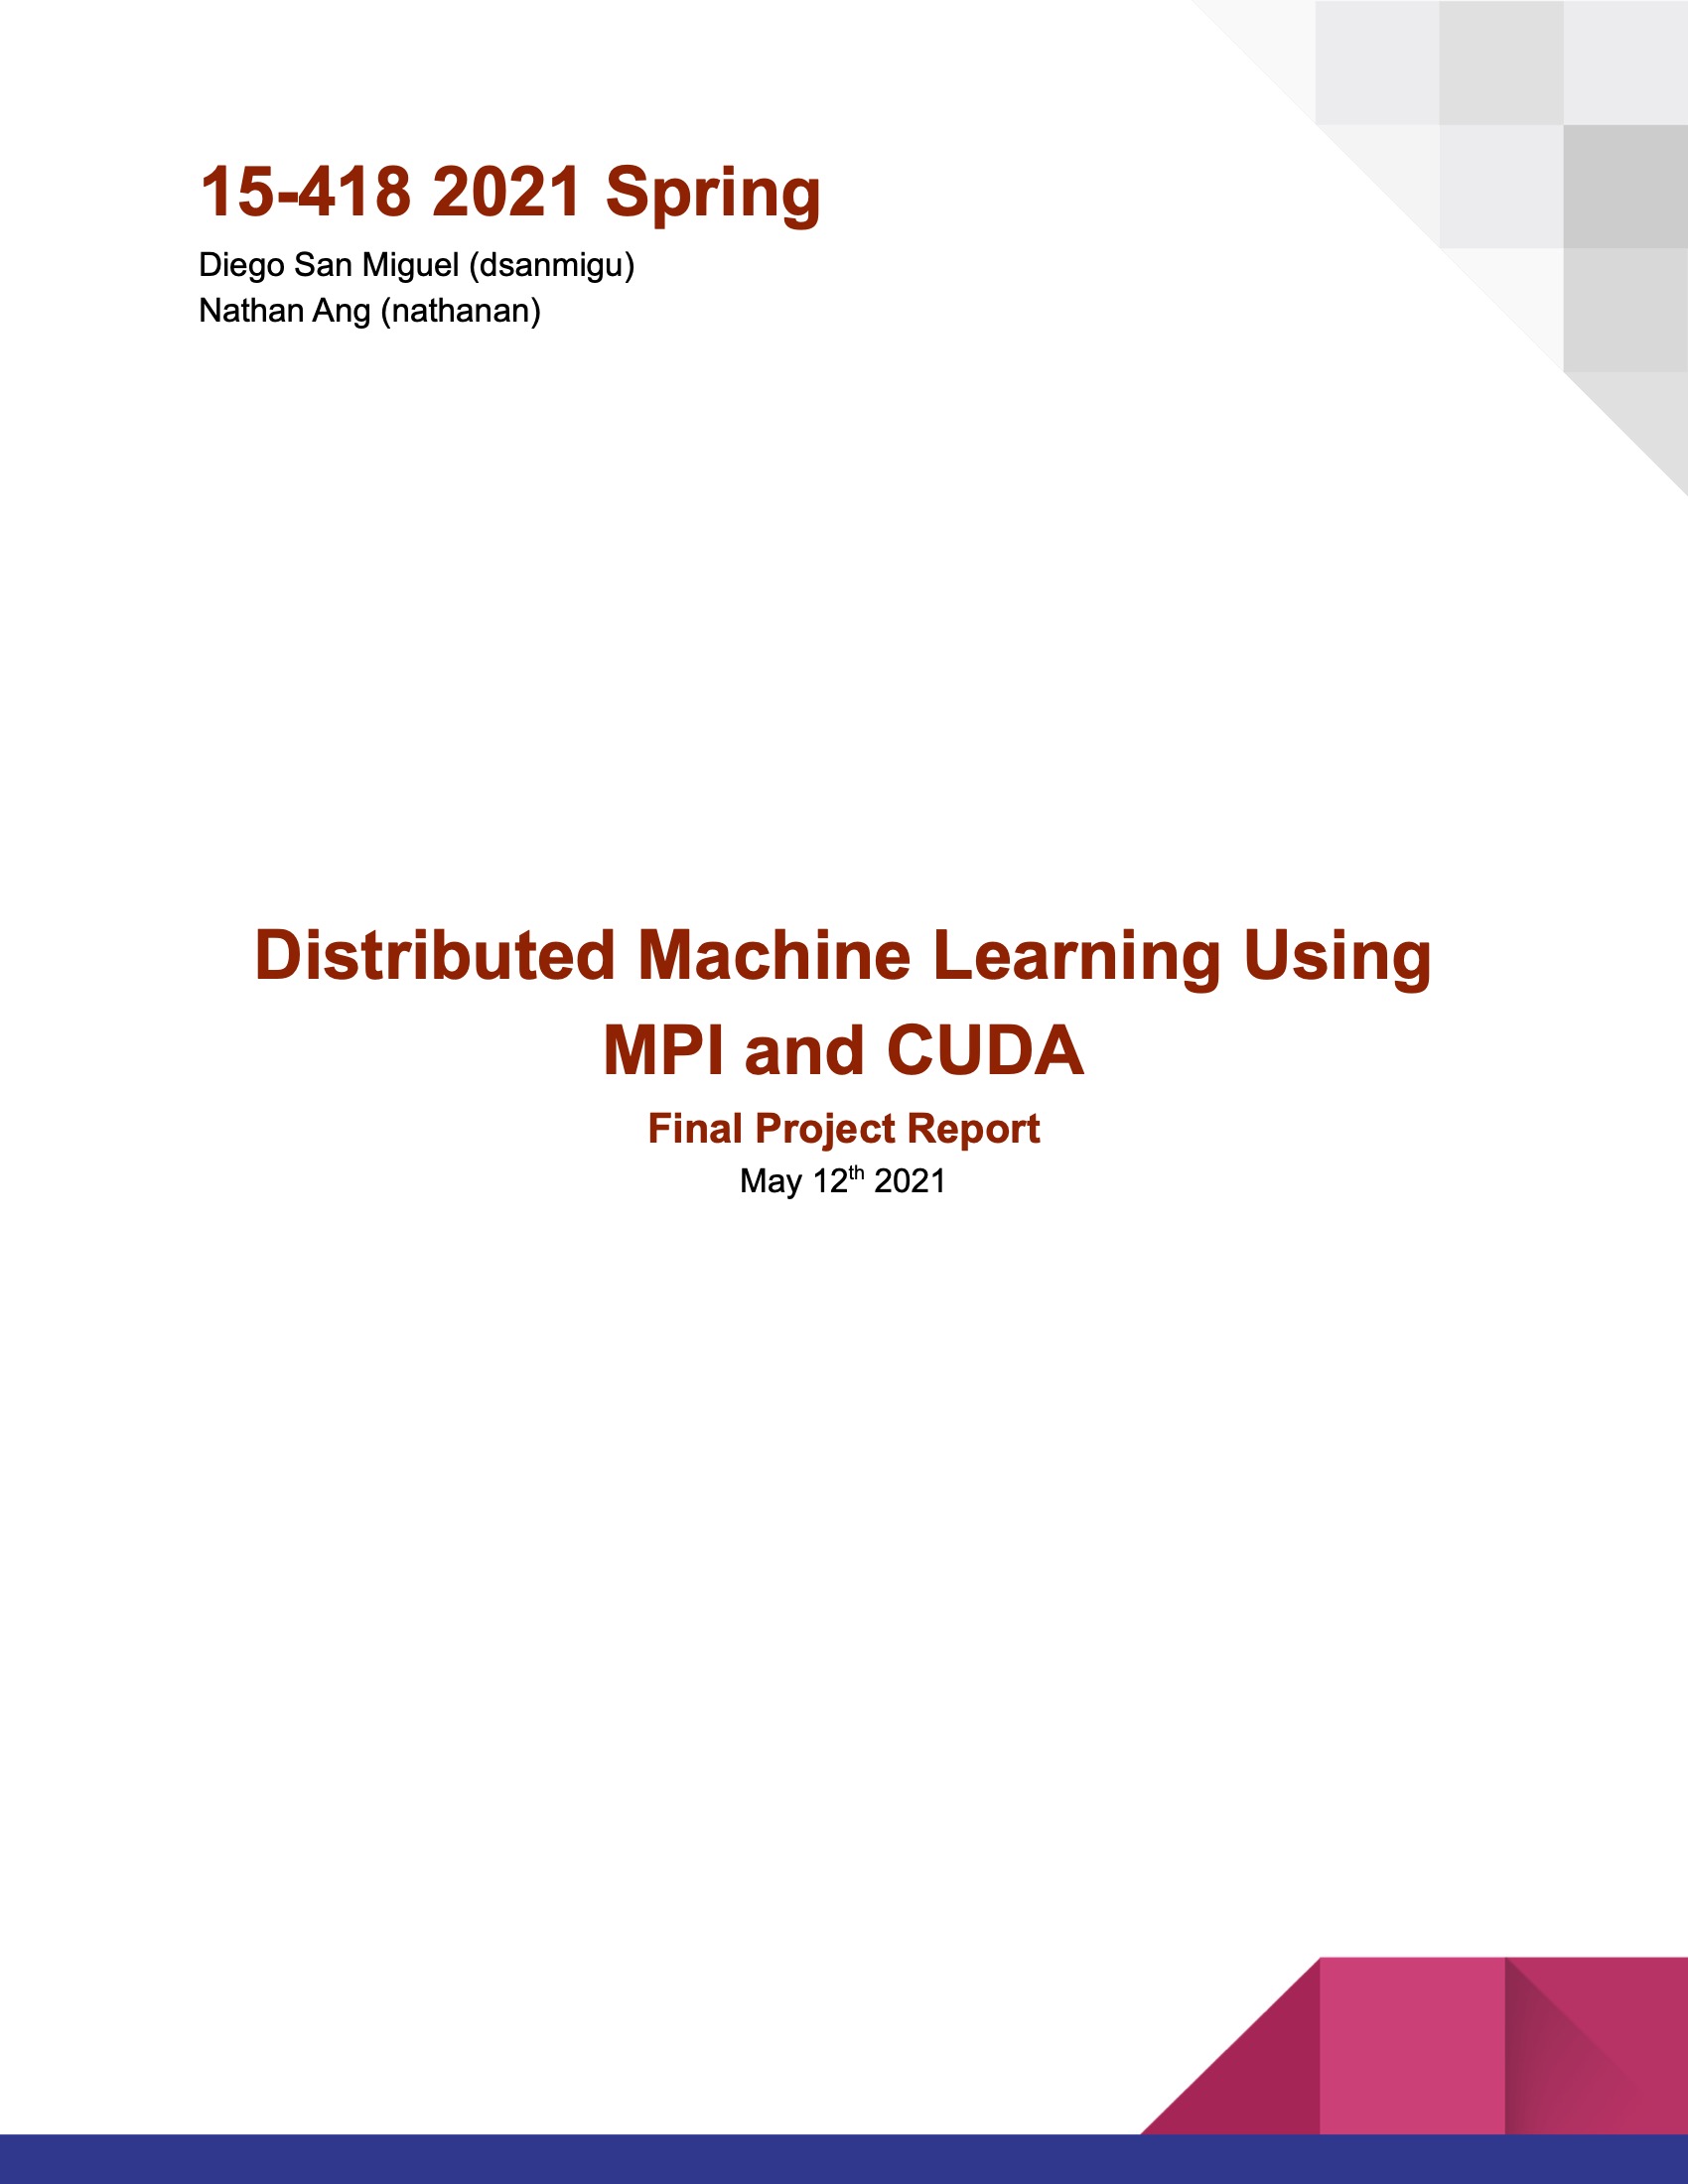 15-418 2021 Spring
Diego San Miguel (dsanmigu)
Nathan Ang (nathanan)
Distributed Machine Learning Using
MPI and CUDA
Final Project Report
May 12th 2021